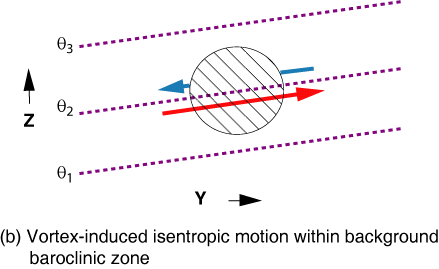 θ3
θ2
Z
θ1
Y
(b) Vortex-induced isentropic motion within background
baroclinic zone